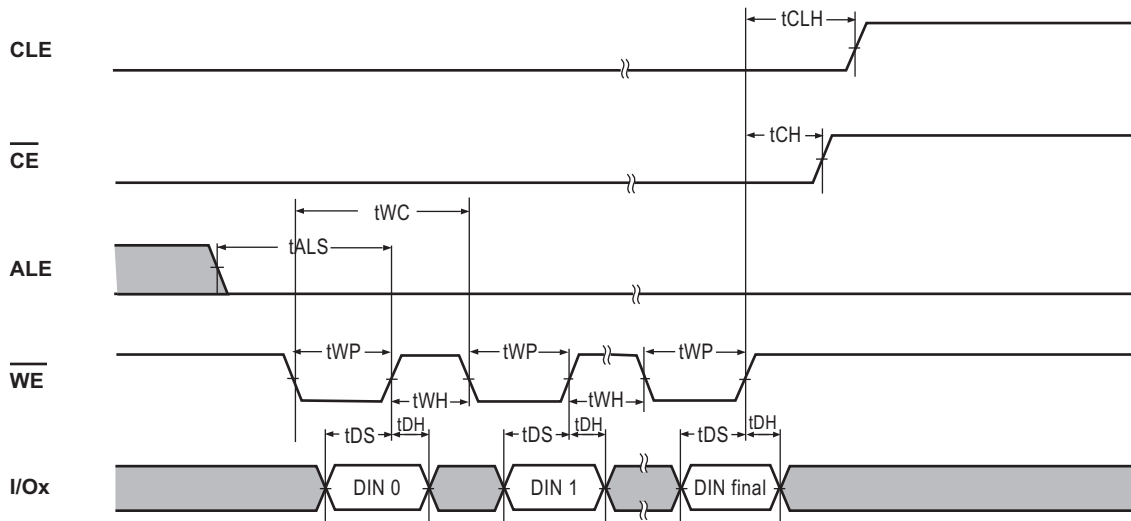 tCLH
CLE
tCH
CE
tWC
tALS
ALE
tWP tWP tWP
WE
tWH tWH
tDS tDH tDS tDH tDS tDH
I/Ox DIN 0 DIN 1 DIN final